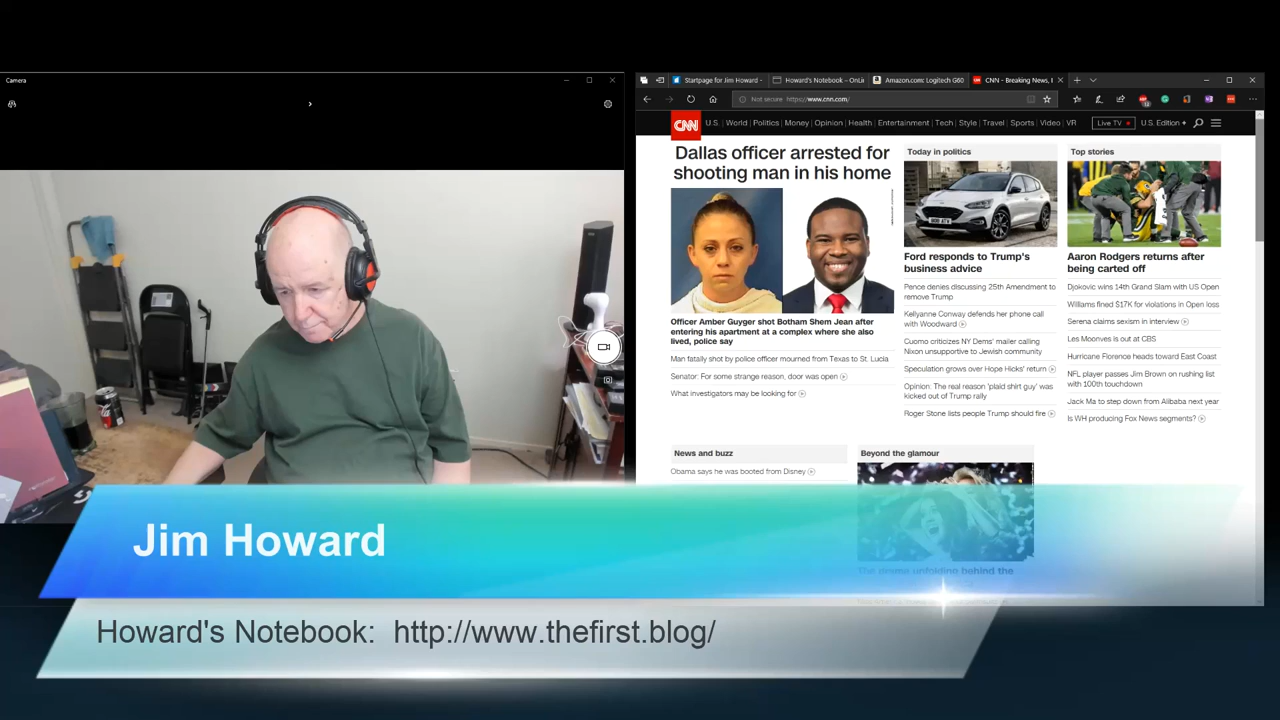 Camera
Startpage for Jim Howard -
Howard's Notebook – OnLi
Amazon.com: Logitech G60
CNN - Breaking News, l
Not secure https://www.cnn.com/
CNN
U.S. World Politics Money Opinion Health Entertainment Tech Style Travel Sports Video VR
Live TV
U.S. Edition
Dallas officer arrested for
shooting man in his home
Officer Amber Guyger shot Botham Shem Jean after
entering his apartment at a complex where she also
lived, police say
Man fatally shot by police officer mourned from Texas to St. Lucia
Senator: For some strange reason, door was open
What investigators may be looking for
Today in politics
Ford responds to Trump's
business advice
Pence denies discussing 25th Amendment to
remove Trump
Kellyanne Conway defends her phone call
with Woodward
Cuomo criticizes NY Dems' mailer calling
Nixon unsupportive to Jewish community
Speculation grows over Hope Hicks' return
Opinion: The real reason 'plaid shirt guy' was
kicked out of Trump rally
Roger Stone lists people Trump should fire
Top stories
Aaron Rodgers returns after
being carted off
Djokovic wins 14th Grand Slam with US Open
Williams fined $17K for violations in Open loss
Serena claims sexism in interview
Les Moonves is out at CBS
Hurricane Florence heads toward East Coast
NFL player passes Jim Brown on rushing list
with 100th touchdown
Jack Ma to step down from Alibaba next year
Is WH producing Fox News segments?
News and buzz
Obama says he was booted from Disney
Beyond the glamour
The drama unfolding behind the
Jim Howard
Howard's Notebook: http://www.thefirst.blog/